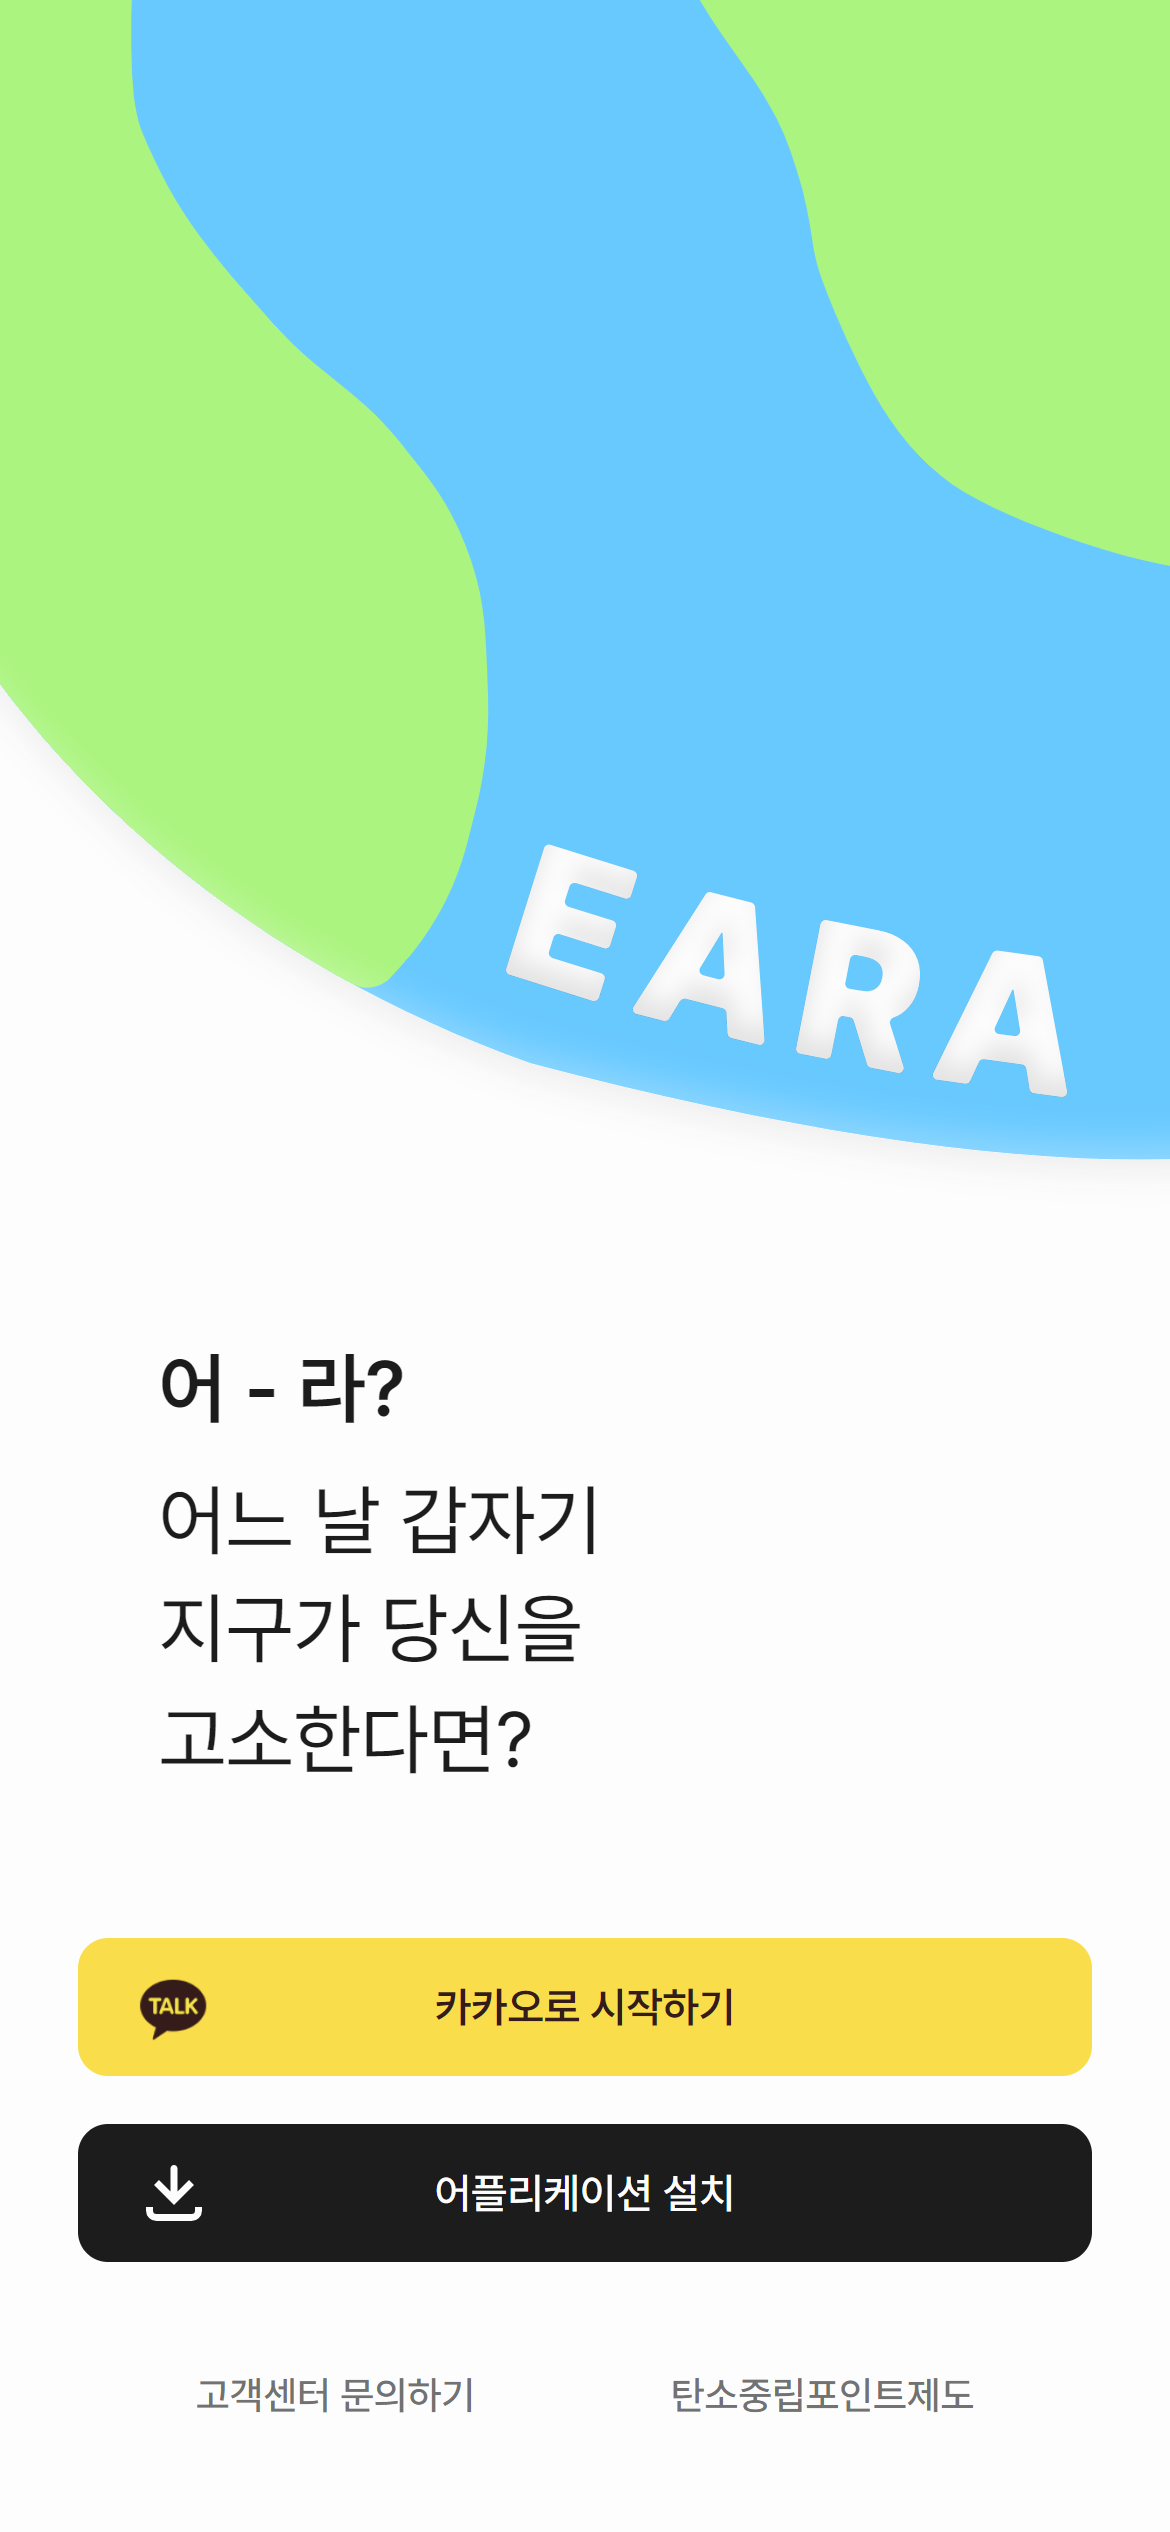 EARA
어 - 라?
어느 날 갑자기
지구가 당신을
고소한다면?
TALK
카카오로 시작하기
어플리케이션 설치
고객센터 문의하기
탄소중립포인트제도